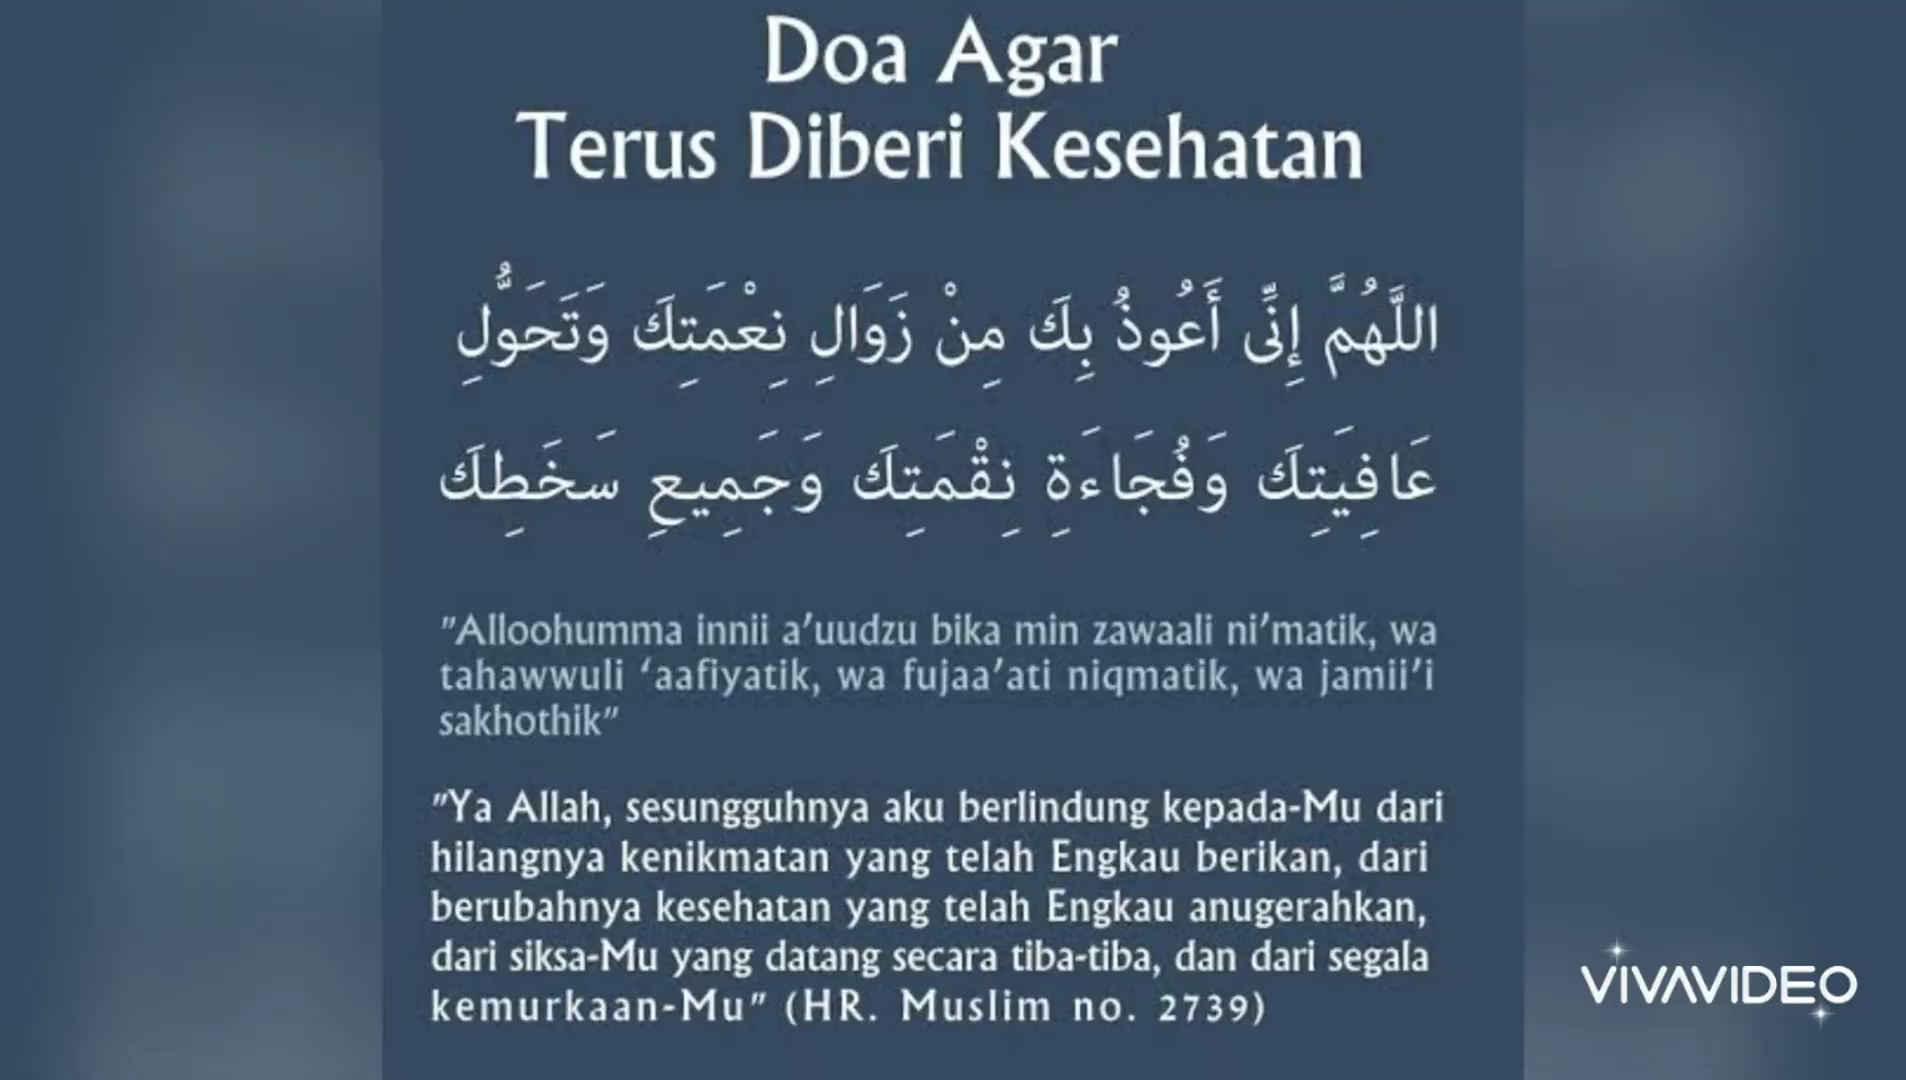 Doa Agar
Terus Diberi Kesehatan
اللَّهُمَّ إِنِّى أَعُوذُ بِكَ مِنْ زَوَالِ نِعْمَتِكَ وَتَحَوُّلِ
عَافِيَتِكَ وَفُجَاءَةِ نِقْمَتِكَ وَجَمِيعِ سَخَطِكَ
"Alloohumma innii a'uudzu bika min zawaali ni'matik, wa
tahawwuli 'aafiyatik, wa fujaa'ati niqmatik, wa jamii'i
sakhothik"
"Ya Allah, sesungguhnya aku berlindung kepada-Mu dari
hilangnya kenikmatan yang telah Engkau berikan, dari
berubahnya kesehatan yang telah Engkau anugerahkan,
dari siksa-Mu yang datang secara tiba-tiba, dan dari segala
kemurkaan-Mu" (HR. Muslim no. 2739)
VIVAVIDEO